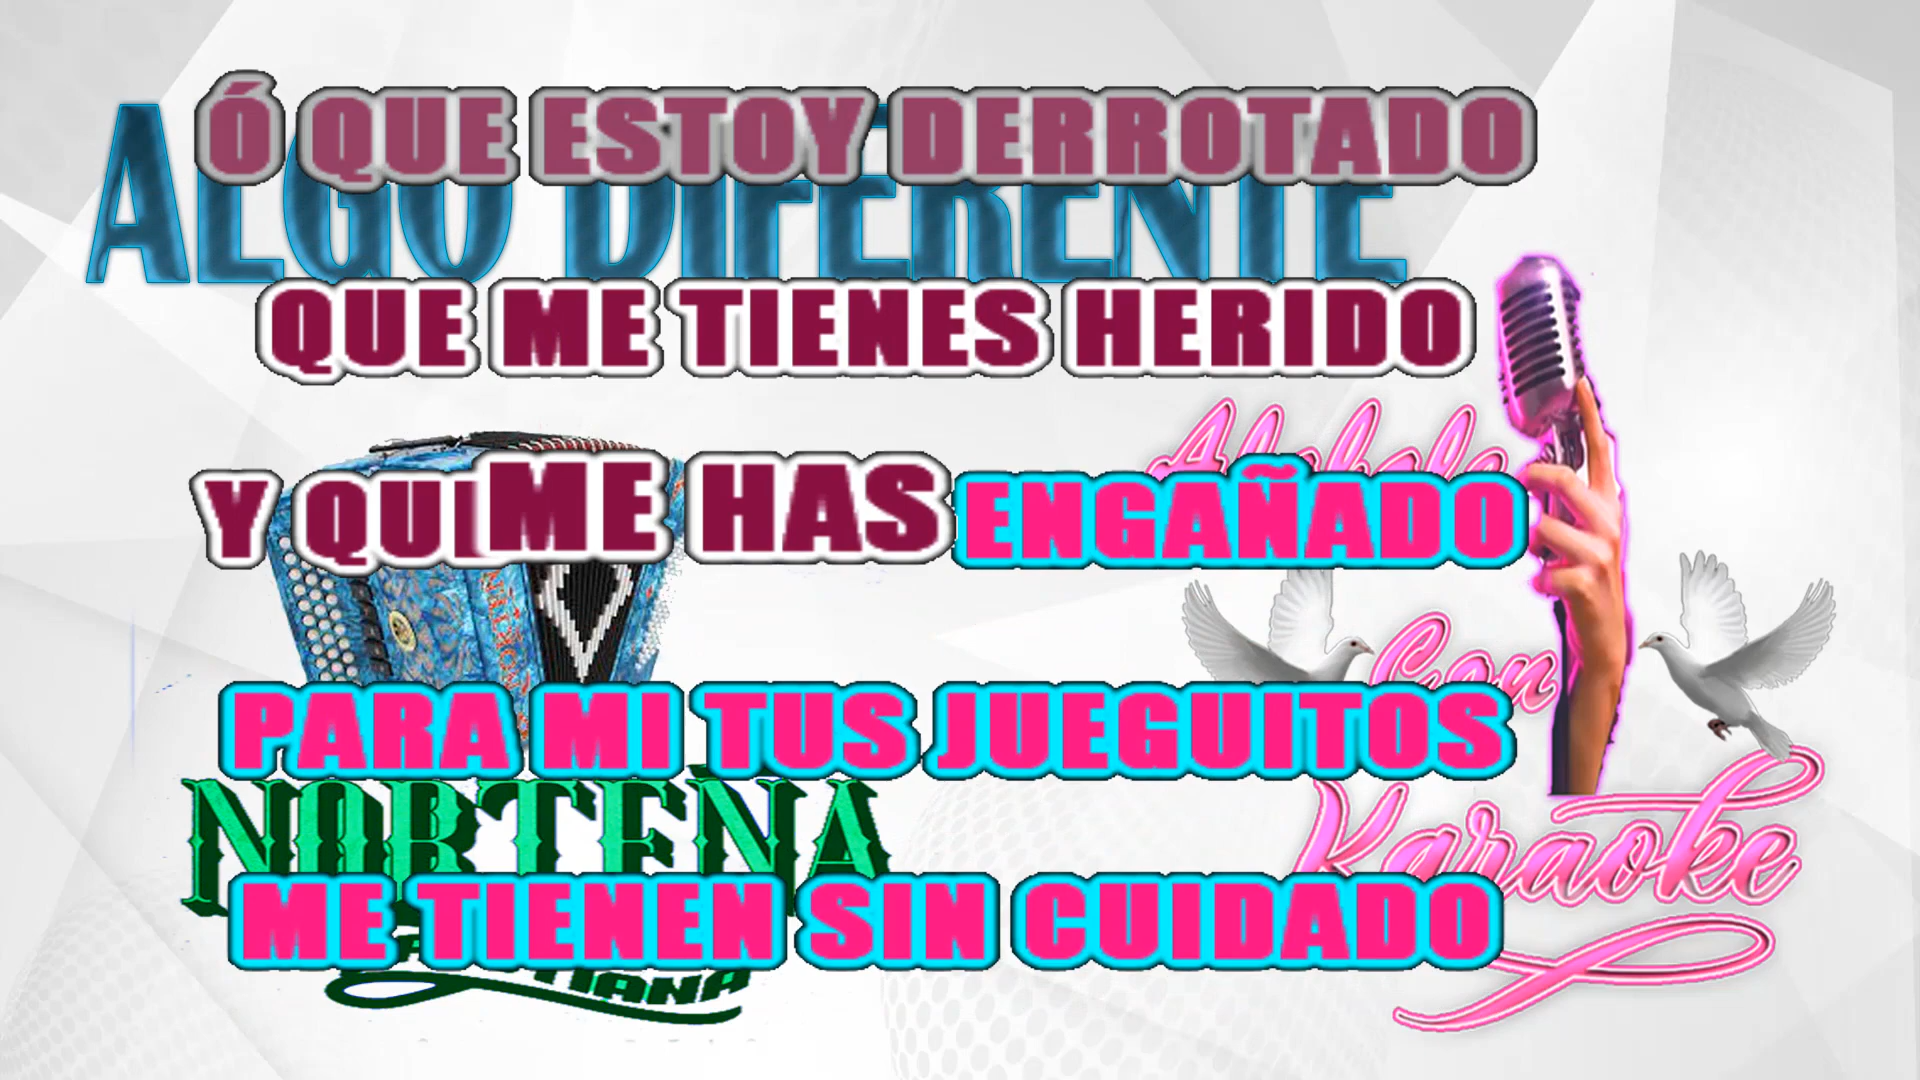 Ó QUE ESTOY DERROTADO
ALGO DIFERENTE
QUE ME TIENES HERIDO
Y QUE ME HAS ENGAÑADO
Con
PARA MI TUS JUEGUITOS
NORTEÑA
Karaoke
ME TIENEN SIN CUIDADO